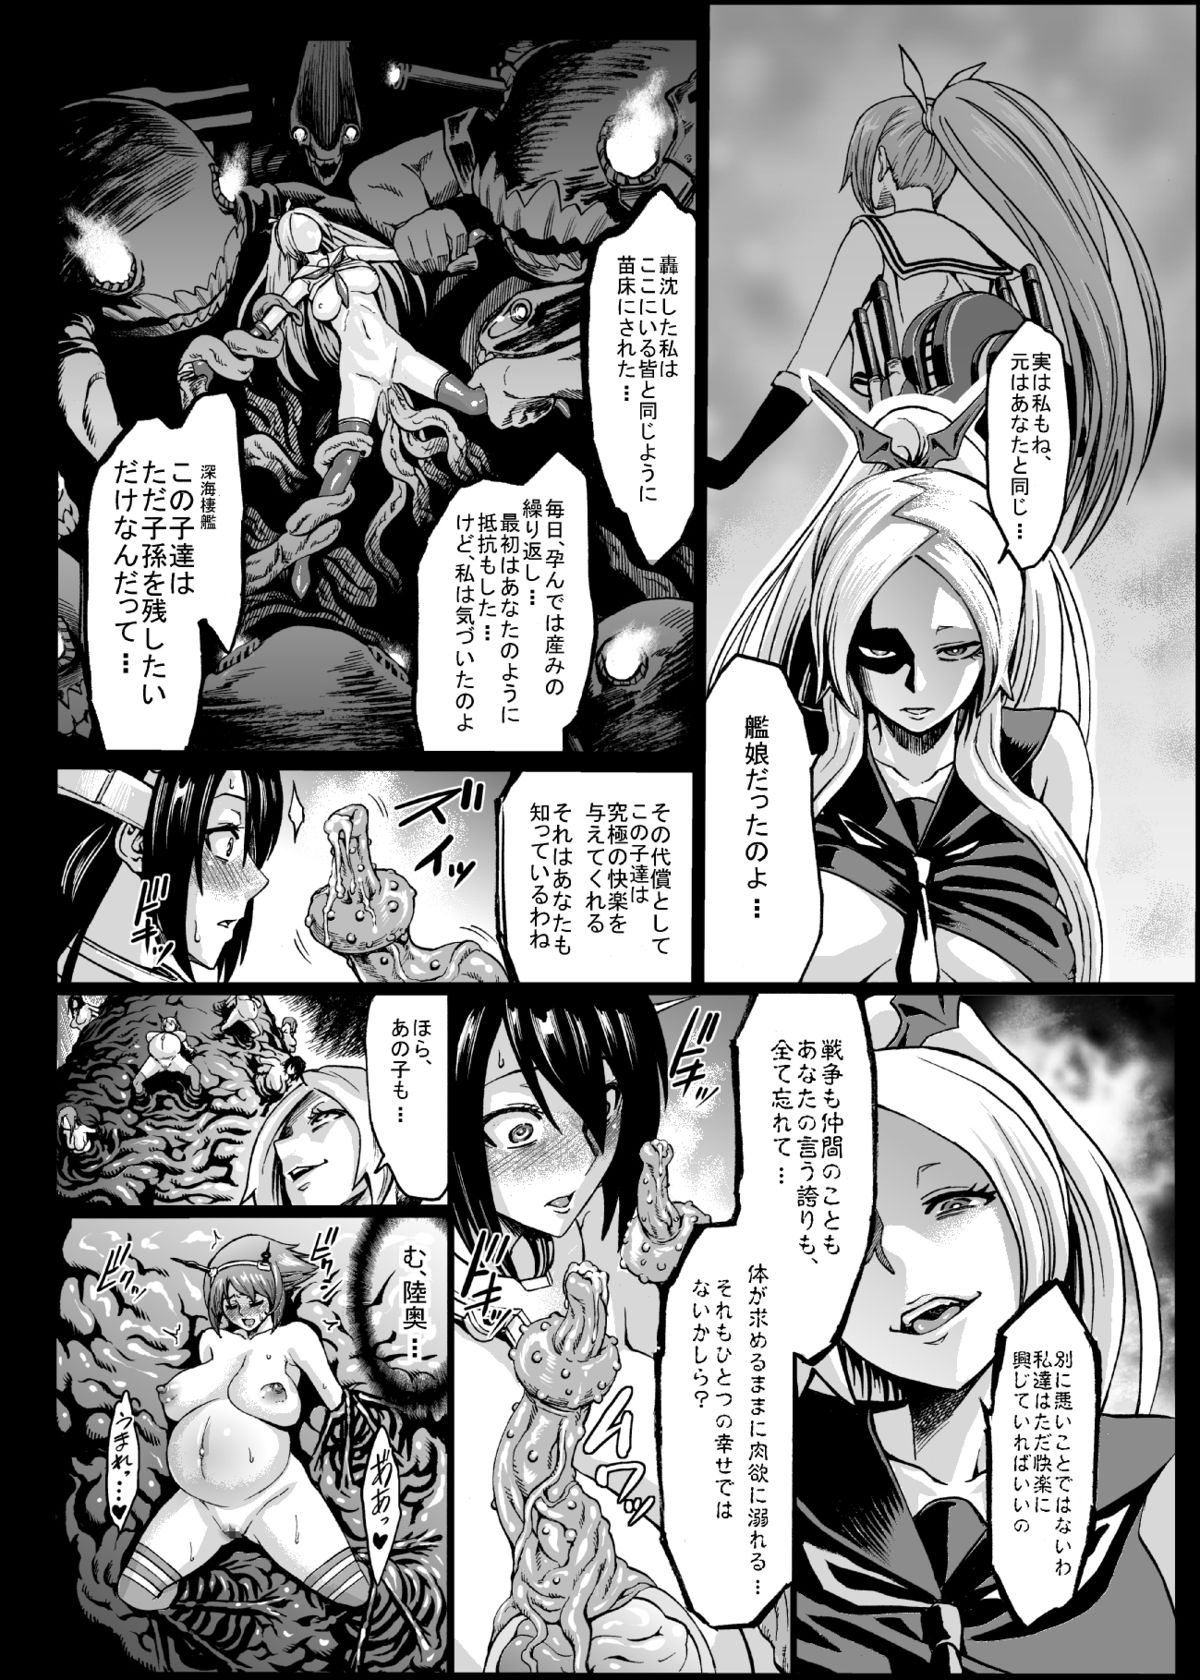 実は私もね、
元はあなたと同じ…
艦娘だったのよ…
轟沈した私は
ここにいる皆と同じように
苗床にされた…
毎日、孕んでは産みの
繰り返し…
最初はあなたのように
抵抗もした…
けど、私は気づいたのよ
深海棲艦
この子達は
ただ子孫を残したい
だけなんだって…
その代償として
この子達は
究極の快楽を
与えてくれる
それはあなたも
知っているわね
ズッ
ドキッ
別に悪いことではないわ
私達はただ快楽に
興じていればいいの
戦争も仲間のことも
あなたの言う誇りも、
全て忘れて…
体が求めるままに肉欲に溺れる…
それもひとつの幸せでは
ないかしら?
ほら、
あの子も…
む、陸奥…
ビクン
ビクッ
あぁっ♥
うまれっ…♥